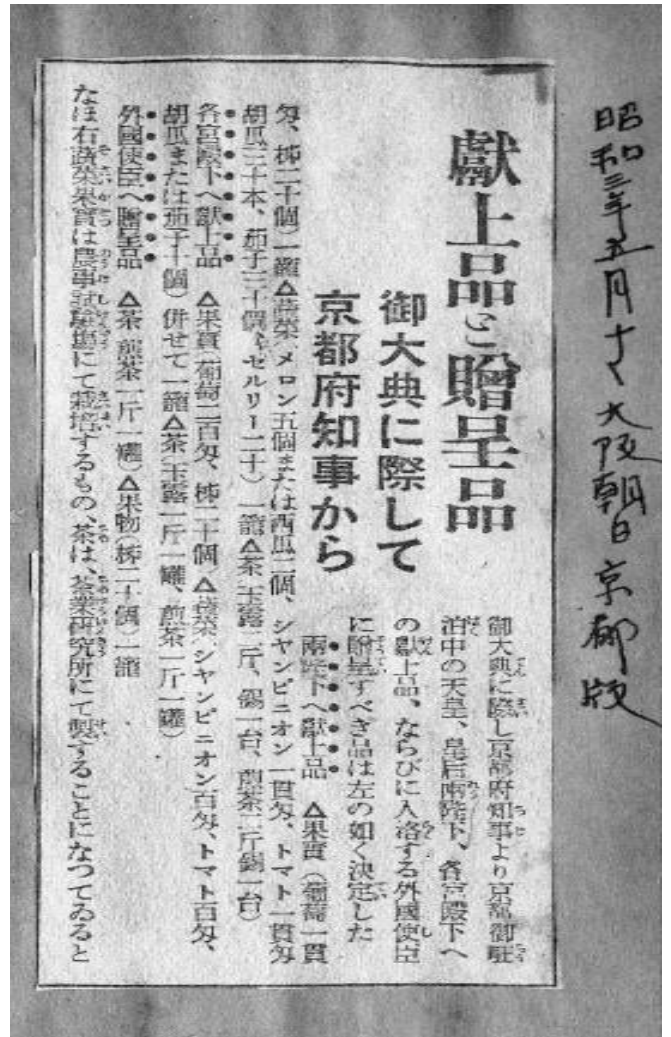 昭和三年五月十八 大阪朝日 京都版
獻上品と贈呈品
御大典に際して
京都府知事から
御大典に際し京都府知事より京都御駐
泊中の天皇、皇后兩陛下、各宮殿下へ
の獻上品、ならびに入洛する外國使臣
に贈呈すべき品は左の如く決定した
兩陛下へ獻上品 △果實(葡萄一貫
匁、柹二十個)一籠△蔬菜(メロン五個または西瓜二個、シヤンピニオン一貫匁、トマト一貫匁
胡瓜三十本、茄子三十個、セルリー二十)一籠△茶(玉露二斤、錫一台、煎茶二斤錫一台)
各宮殿下へ獻上品 △果實(葡萄二百匁、柹二十個 △蔬菜(シヤンピニオン百匁、トマト百匁、
胡瓜または茄子十個)併せて一籠△茶(玉露一斤一罐、煎茶一斤一罐)
外國使臣へ贈呈品 △茶(煎茶一斤一罐)△果物(柹二十個)一籠
なほ右蔬菜果實は農事試驗場にて栽培するもの、茶は、茶業研究所にて製することになつてゐると